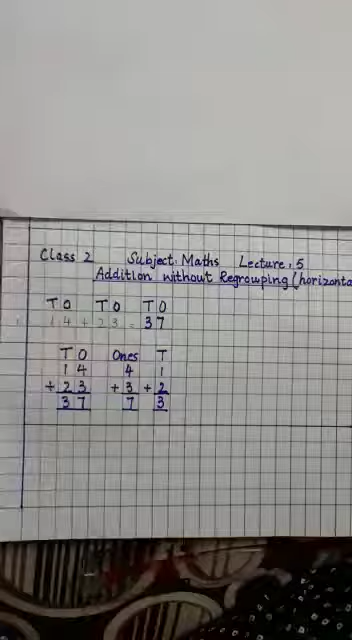 Class 2 Subject: Maths Lecture: 5
Addition without Regrouping (horizonta
T O T O T O
1 4 + 2 3 = 3 7
T O Ones T
1 4 4 1
+ 2 3 + 3 + 2
3 7 7 3